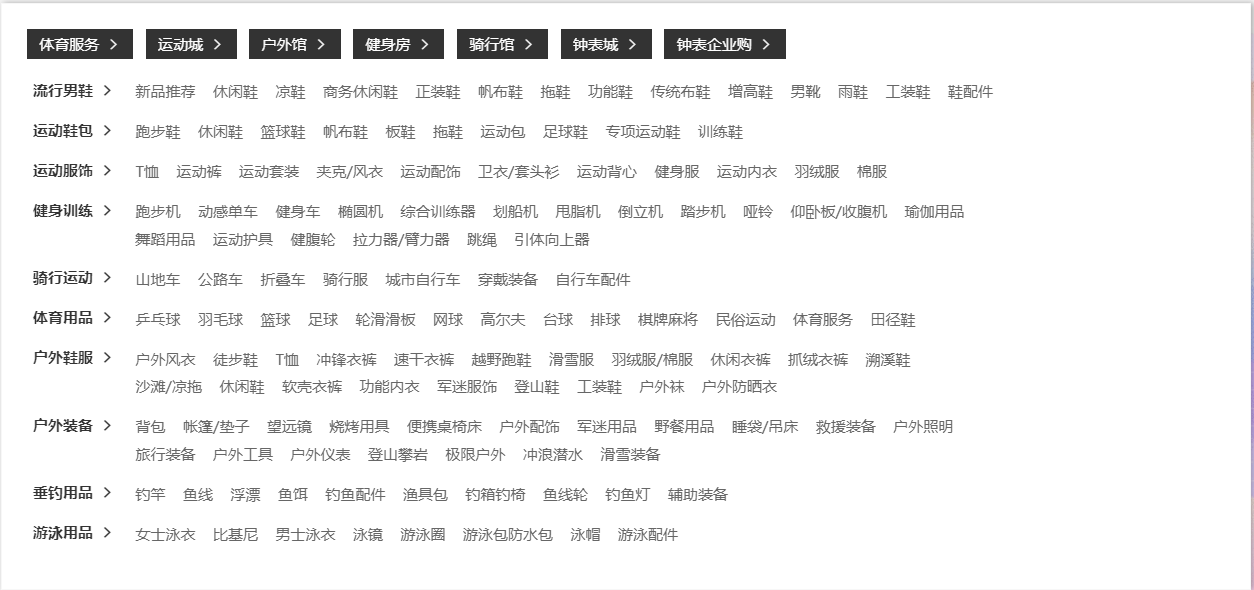 体育服务 > 运动城 > 户外馆 > 健身房 > 骑行馆 > 钟表城 > 钟表企业购 >
流行男鞋 > 新品推荐 休闲鞋 凉鞋 商务休闲鞋 正装鞋 帆布鞋 拖鞋 功能鞋 传统布鞋 增高鞋 男靴 雨鞋 工装鞋 鞋配件
运动鞋包 > 跑步鞋 休闲鞋 篮球鞋 帆布鞋 板鞋 拖鞋 运动包 足球鞋 专项运动鞋 训练鞋
运动服饰 > T恤 运动裤 运动套装 夹克/风衣 运动配饰 卫衣/套头衫 运动背心 健身服 运动内衣 羽绒服 棉服
健身训练 > 跑步机 动感单车 健身车 椭圆机 综合训练器 划船机 甩脂机 倒立机 踏步机 哑铃 仰卧板/收腹机 瑜伽用品
舞蹈用品 运动护具 健腹轮 拉力器/臂力器 跳绳 引体向上器
骑行运动 > 山地车 公路车 折叠车 骑行服 城市自行车 穿戴装备 自行车配件
体育用品 > 乒乓球 羽毛球 篮球 足球 轮滑滑板 网球 高尔夫 台球 排球 棋牌麻将 民俗运动 体育服务 田径鞋
户外鞋服 > 户外风衣 徒步鞋 T恤 冲锋衣裤 速干衣裤 越野跑鞋 滑雪服 羽绒服/棉服 休闲衣裤 抓绒衣裤 溯溪鞋
沙滩/凉拖 休闲鞋 软壳衣裤 功能内衣 军迷服饰 登山鞋 工装鞋 户外袜 户外防晒衣
户外装备 > 背包 帐篷/垫子 望远镜 烧烤用具 便携桌椅床 户外配饰 军迷用品 野餐用品 睡袋/吊床 救援装备 户外照明
旅行装备 户外工具 户外仪表 登山攀岩 极限户外 冲浪潜水 滑雪装备
垂钓用品 > 钓竿 鱼线 浮漂 鱼饵 钓鱼配件 渔具包 钓箱钓椅 鱼线轮 钓鱼灯 辅助装备
游泳用品 > 女士泳衣 比基尼 男士泳衣 泳镜 游泳圈 游泳包防水包 泳帽 游泳配件